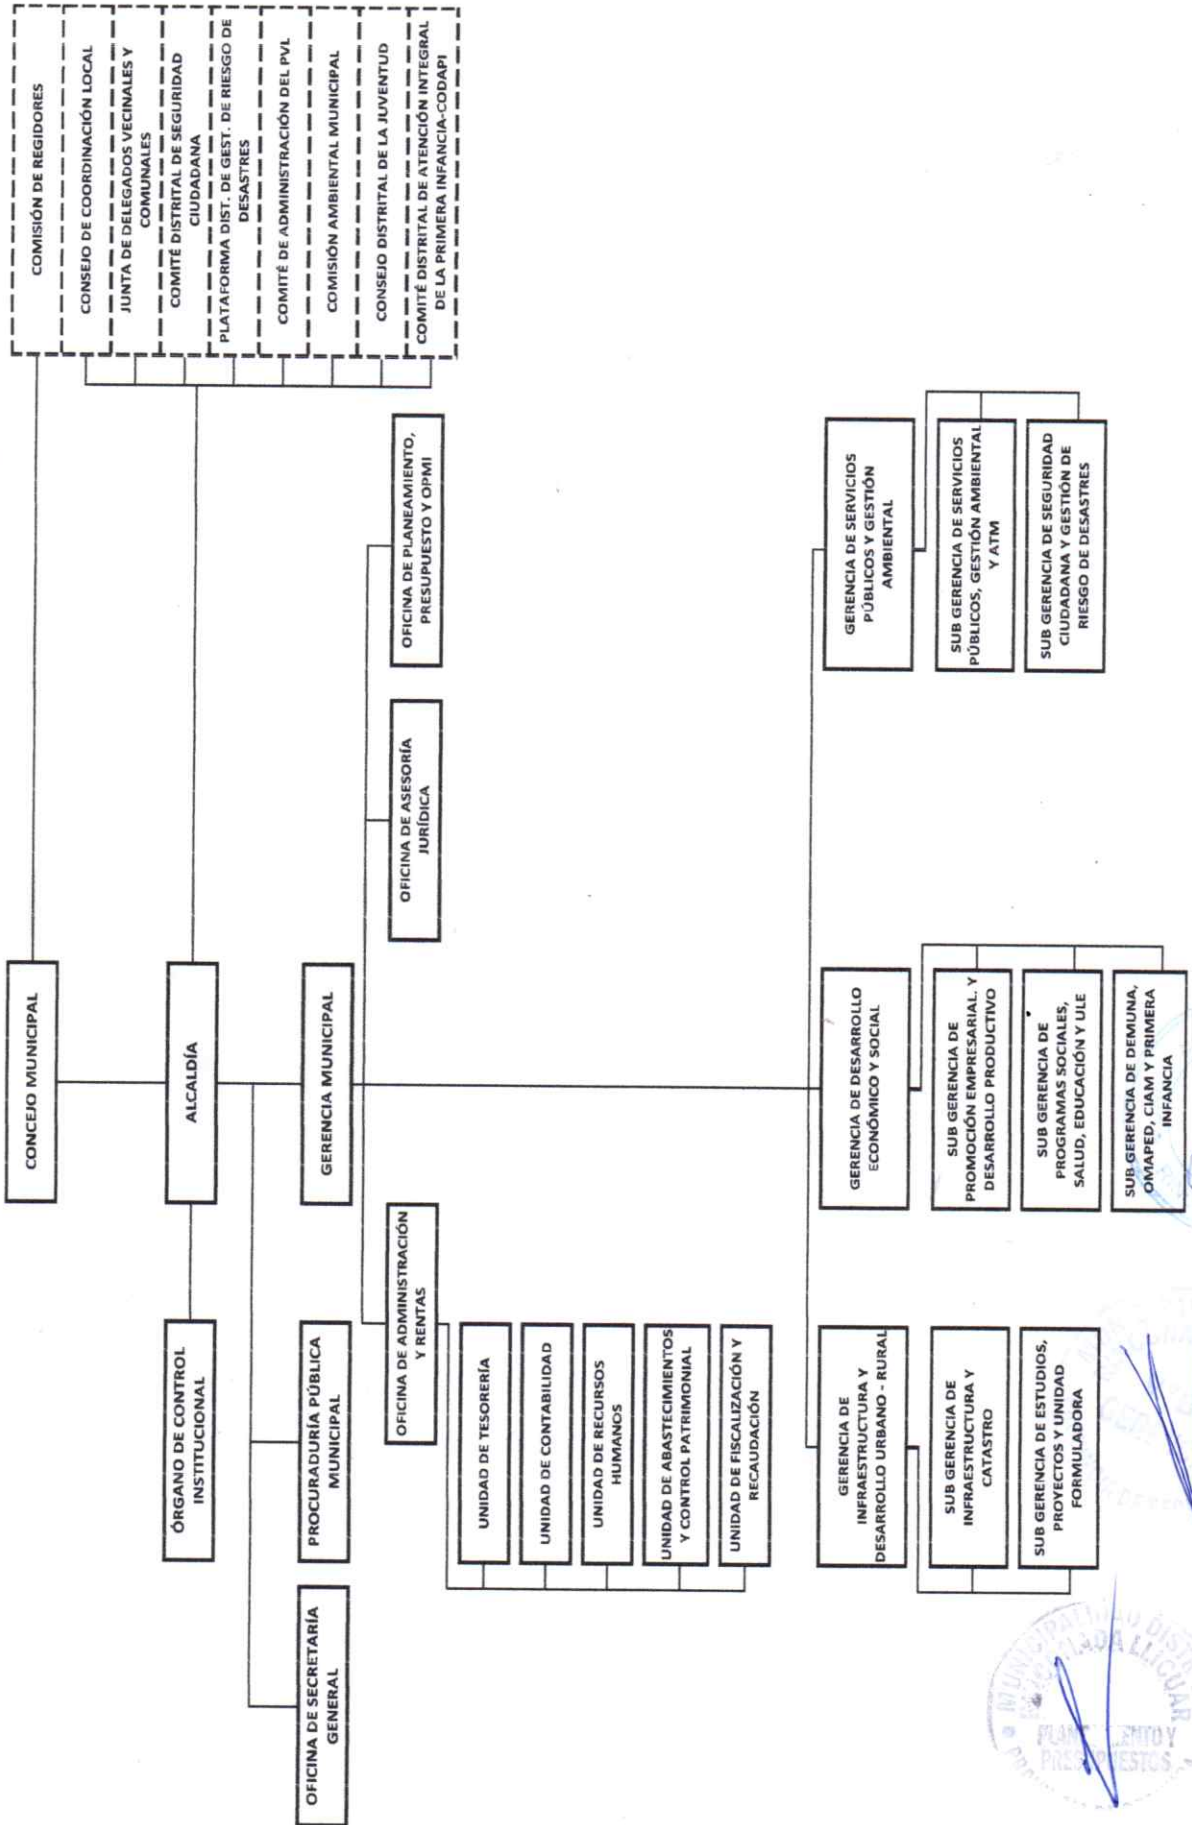 CONCEJO MUNICIPAL
COMISIÓN DE REGIDORES
CONSEJO DE COORDINACIÓN LOCAL
JUNTA DE DELEGADOS VECINALES Y
COMUNALES
COMITÉ DISTRITAL DE SEGURIDAD
CIUDADANA
PLATAFORMA DIST. DE GEST. DE RIESGO DE
DESASTRES
COMITÉ DE ADMINISTRACIÓN DEL PVL
COMISIÓN AMBIENTAL MUNICIPAL
CONSEJO DISTRITAL DE LA JUVENTUD
COMITÉ DISTRITAL DE ATENCIÓN INTEGRAL
DE LA PRIMERA INFANCIA-CODAPI
ÓRGANO DE CONTROL
INSTITUCIONAL
ALCALDÍA
OFICINA DE SECRETARÍA
GENERAL
PROCURADURÍA PÚBLICA
MUNICIPAL
GERENCIA MUNICIPAL
OFICINA DE ADMINISTRACIÓN
Y RENTAS
OFICINA DE ASESORÍA
JURÍDICA
OFICINA DE PLANEAMIENTO,
PRESUPUESTO Y OPMI
UNIDAD DE TESORERÍA
UNIDAD DE CONTABILIDAD
UNIDAD DE RECURSOS
HUMANOS
UNIDAD DE ABASTECIMIENTOS
Y CONTROL PATRIMONIAL
UNIDAD DE FISCALIZACIÓN Y
RECAUDACIÓN
GERENCIA DE
INFRAESTRUCTURA Y
DESARROLLO URBANO - RURAL
SUB GERENCIA DE
INFRAESTRUCTURA Y
CATASTRO
SUB GERENCIA DE ESTUDIOS,
PROYECTOS Y UNIDAD
FORMULADORA
GERENCIA DE DESARROLLO
ECONÓMICO Y SOCIAL
SUB GERENCIA DE
PROMOCIÓN EMPRESARIAL. Y
DESARROLLO PRODUCTIVO
SUB GERENCIA DE
PROGRAMAS SOCIALES,
SALUD, EDUCACIÓN Y ULE
SUB GERENCIA DE DEMUNA,
OMAPED, CIAM Y PRIMERA
INFANCIA
GERENCIA DE SERVICIOS
PÚBLICOS Y GESTIÓN
AMBIENTAL
SUB GERENCIA DE SERVICIOS
PÚBLICOS, GESTIÓN AMBIENTAL
Y ATM
SUB GERENCIA DE SEGURIDAD
CIUDADANA Y GESTIÓN DE
RIESGO DE DESASTRES
MUNICIPALIDAD
LLIGUAR
Y
PRESUPUESTOS